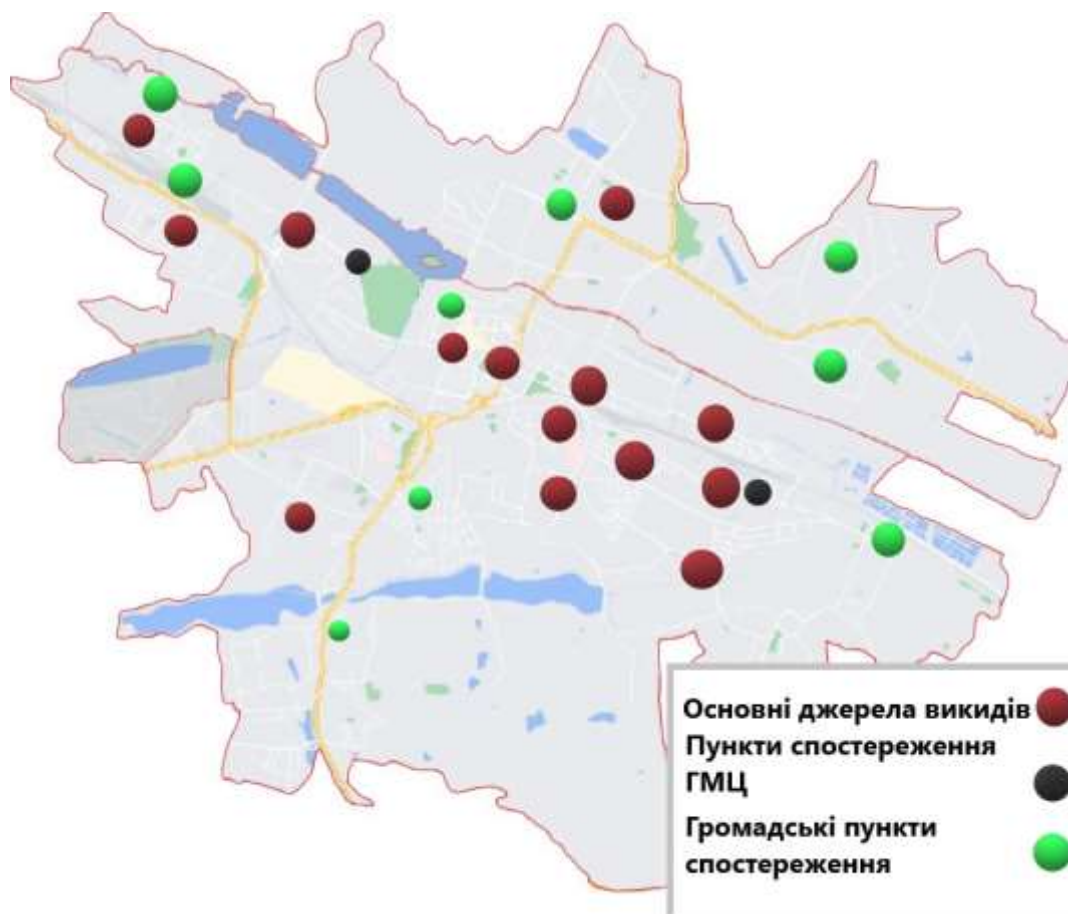 Основні джерела викидів
Пункти спостереження
ГМЦ
Громадські пункти
спостереження